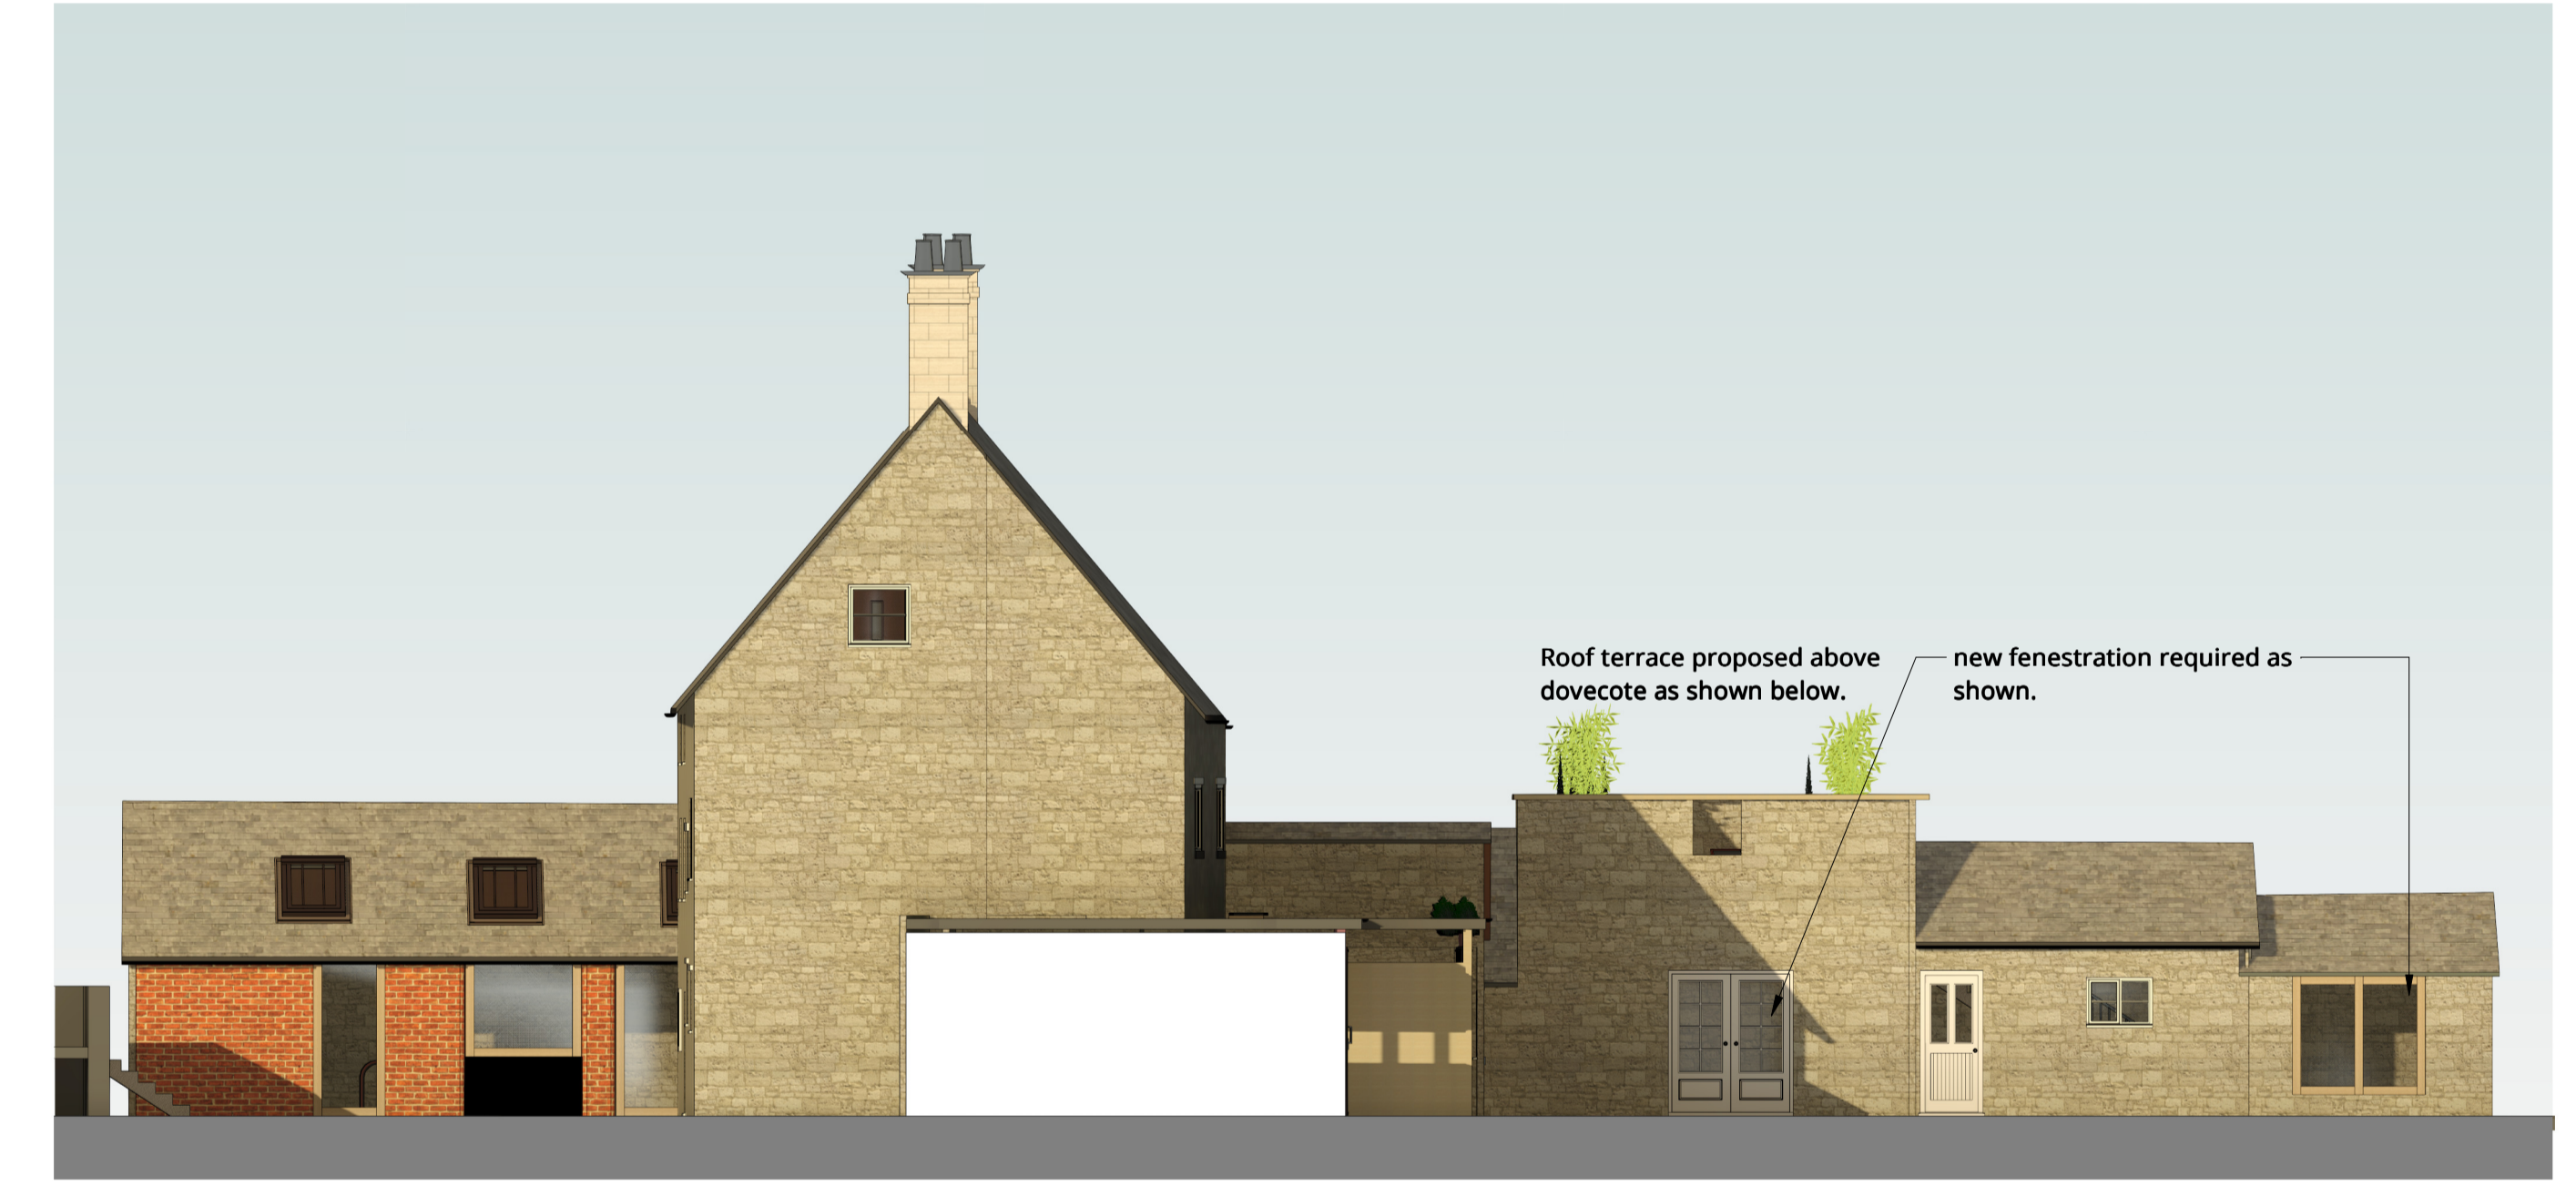 Roof terrace proposed above
dovecote as shown below.
new fenestration required as
shown.